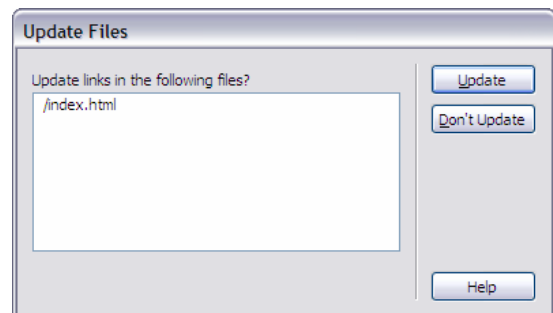 Update Files
Update links in the following files?
/index.html
Update
Don't Update
Help